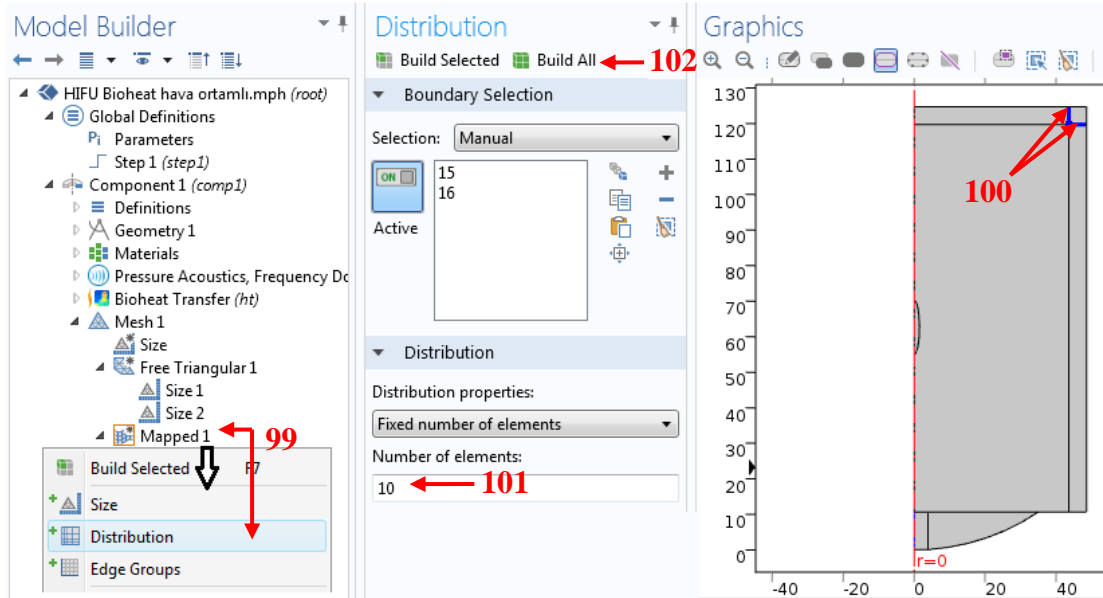 Model Builder
HIFU Bioheat hava ortamlı.mph (root)
Global Definitions
Pi Parameters
Step 1 (step1)
Component 1 (comp1)
Definitions
Geometry 1
Materials
Pressure Acoustics, Frequency Do
Bioheat Transfer (ht)
Mesh 1
Size
Free Triangular 1
Size 1
Size 2
Mapped 1
99
Build Selected F7
Size
Distribution
Edge Groups
Distribution
Build Selected Build All
102
Boundary Selection
Selection: Manual
ON
Active
15
16
Distribution
Distribution properties:
Fixed number of elements
Number of elements:
10
101
Graphics
130
120
110
100
90
80
70
60
50
40
30
20
10
0
100
r=0
-40 -20 0 20 40